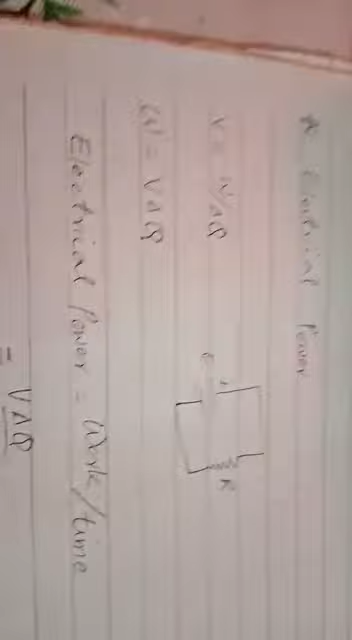 * Electrical Power
V = W/ΔQ
W = VΔQ
E
R
Electrical Power = Work/time
= VΔQ